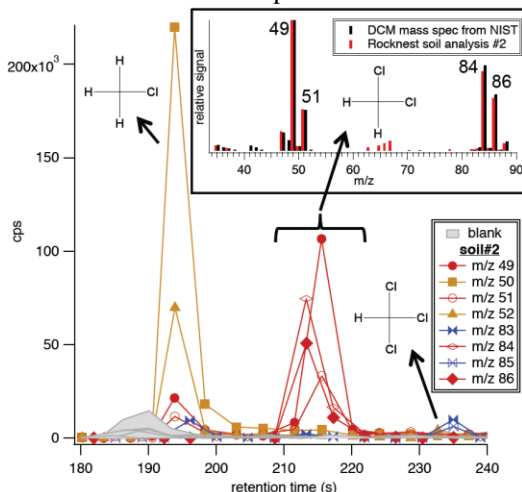 200x10³
150
100
50
0
cps
180
190
200
210
220
230
240
retention time (s)
H
H
Cl
H
relative signal
49
51
84
86
DCM mass spec from NIST
Rocknest soil analysis #2
Cl
H
Cl
H
40
50
60
70
80
90
m/z
Cl
H
Cl
Cl
blank
soil#2
m/z 49
m/z 50
m/z 51
m/z 52
m/z 83
m/z 84
m/z 85
m/z 86